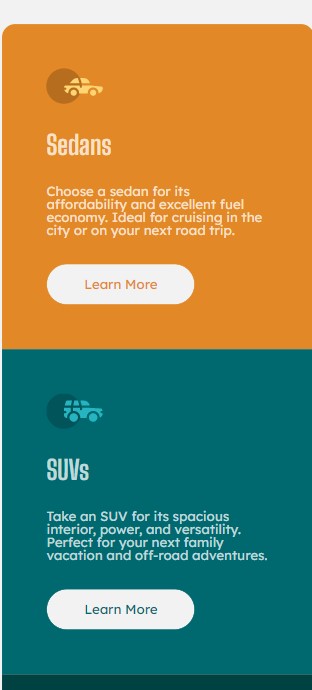 Sedans
Choose a sedan for its
affordability and excellent fuel
economy. Ideal for cruising in the
city or on your next road trip.
Learn More
SUVs
Take an SUV for its spacious
interior, power, and versatility.
Perfect for your next family
vacation and off-road adventures.
Learn More